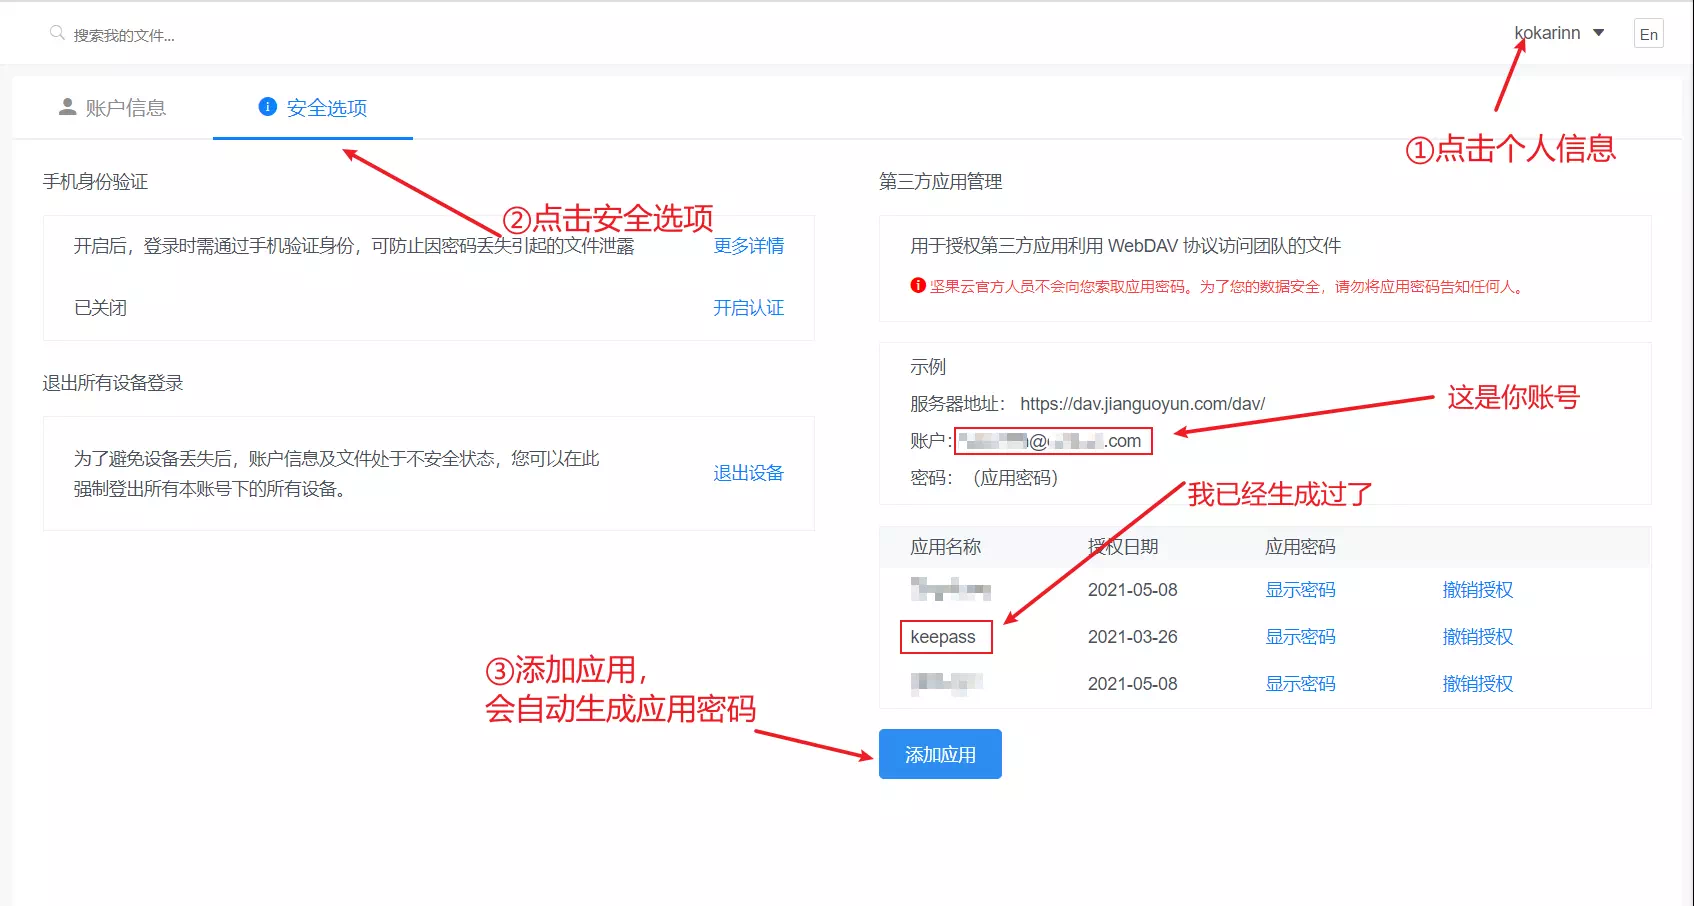 搜索我的文件...
kokarinn
En
账户信息
安全选项
①点击个人信息
手机身份验证
②点击安全选项
开启后，登录时需通过手机验证身份，可防止因密码丢失引起的文件泄露
更多详情
已关闭
开启认证
退出所有设备登录
为了避免设备丢失后，账户信息及文件处于不安全状态，您可以在此
强制登出所有本账号下的所有设备。
退出设备
第三方应用管理
用于授权第三方应用利用 WebDAV 协议访问团队的文件
坚果云官方人员不会向您索取应用密码。为了您的数据安全，请勿将应用密码告知任何人。
示例
服务器地址： https://dav.jianguoyun.com/dav/
这是你账号
账户: @ .com
密码： （应用密码）
我已经生成过了
应用名称 授权日期 应用密码
2021-05-08 显示密码 撤销授权
keepass 2021-03-26 显示密码 撤销授权
2021-05-08 显示密码 撤销授权
③添加应用，
会自动生成应用密码
添加应用